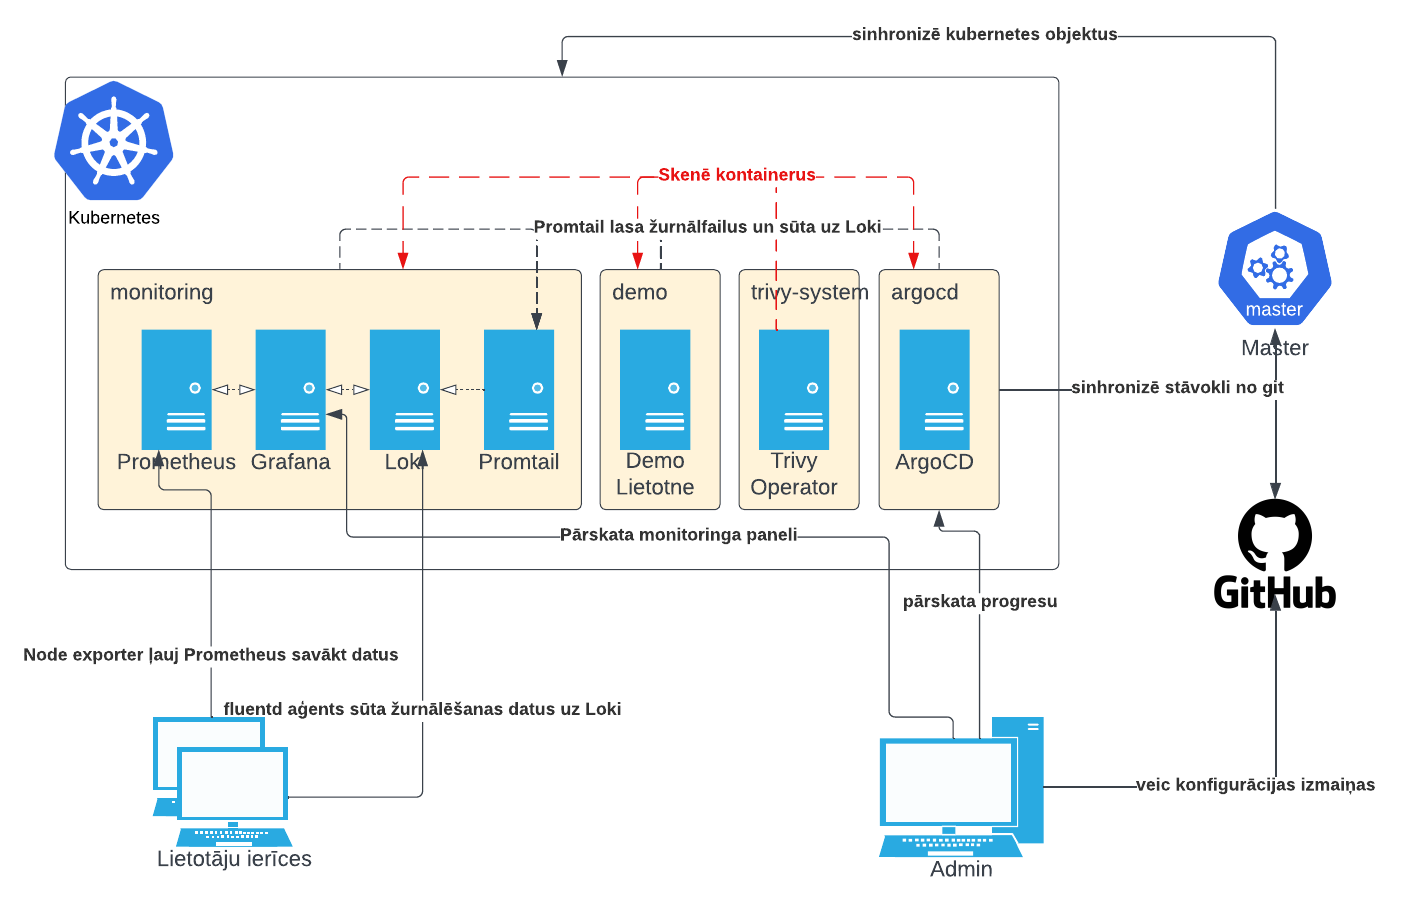 sinhronizē kubernetes objektus
Kubernetes
Skenē kontainerus
Promtail lasa žurnālfailus un sūta uz Loki
master
Master
monitoring
demo
trivy-system
argocd
Prometheus
Grafana
Loki
Promtail
Demo
Lietotne
Trivy
Operator
ArgoCD
sinhronizē stāvokli no git
Pārskata monitoringa paneli
pārskata progresu
GitHub
Node exporter ļauj Prometheus savākt datus
fluentd aģents sūta žurnālēšanas datus uz Loki
veic konfigurācijas izmaiņas
Lietotāju ierīces
Admin